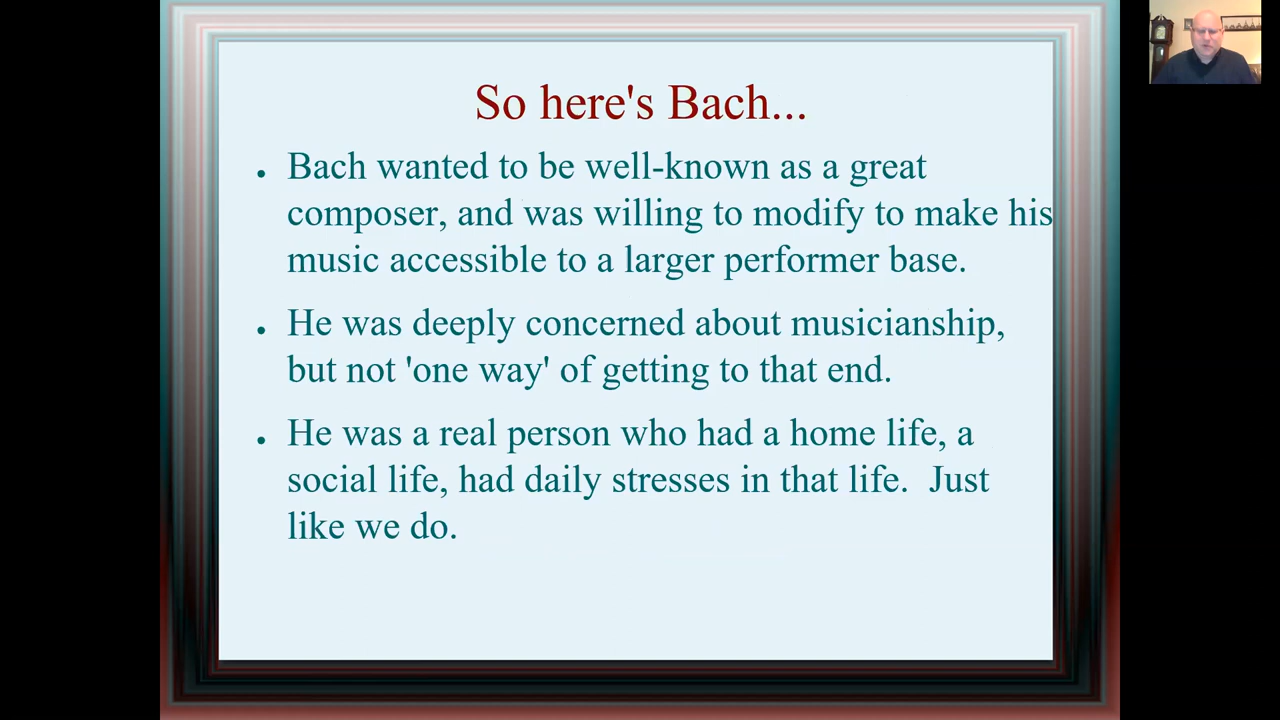 So here's Bach...
Bach wanted to be well-known as a great
composer, and was willing to modify to make his
music accessible to a larger performer base.
He was deeply concerned about musicianship,
but not 'one way' of getting to that end.
He was a real person who had a home life, a
social life, had daily stresses in that life.  Just
like we do.